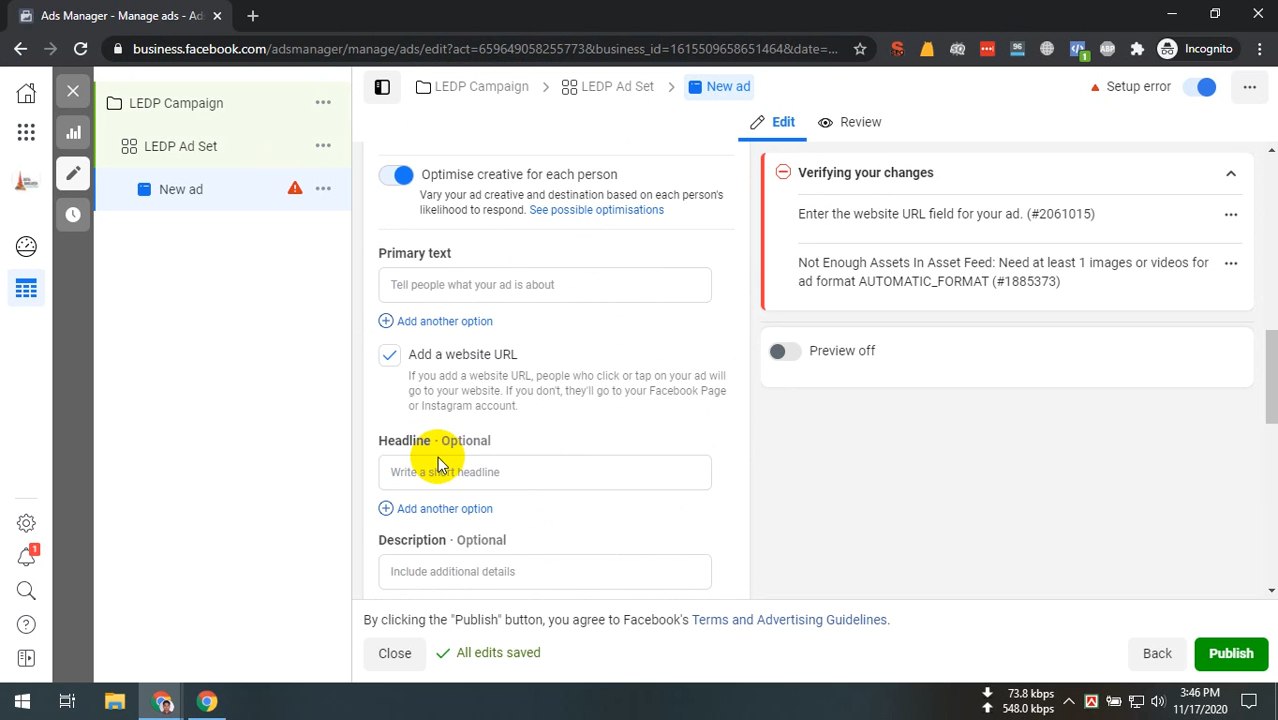 Ads Manager - Manage ads - Ads
business.facebook.com/adsmanager/manage/ads/edit?act=659649058255773&business_id=1615509658651464&date=...
96
1
ABP
Incognito
LEDP Campaign
LEDP Ad Set
New ad
LEDP Campaign
LEDP Ad Set
New ad
Setup error
Edit
Review
Optimise creative for each person
Vary your ad creative and destination based on each person's
likelihood to respond. See possible optimisations
Primary text
Tell people what your ad is about
Add another option
Add a website URL
If you add a website URL, people who click or tap on your ad will
go to your website. If you don't, they'll go to your Facebook Page
or Instagram account.
Headline · Optional
Write a short headline
Add another option
Description · Optional
Include additional details
Verifying your changes
Enter the website URL field for your ad. (#2061015)
Not Enough Assets In Asset Feed: Need at least 1 images or videos for
ad format AUTOMATIC_FORMAT (#1885373)
Preview off
1
By clicking the "Publish" button, you agree to Facebook's Terms and Advertising Guidelines.
Close
All edits saved
Back
Publish
73.8 kbps
548.0 kbps
3:46 PM
11/17/2020